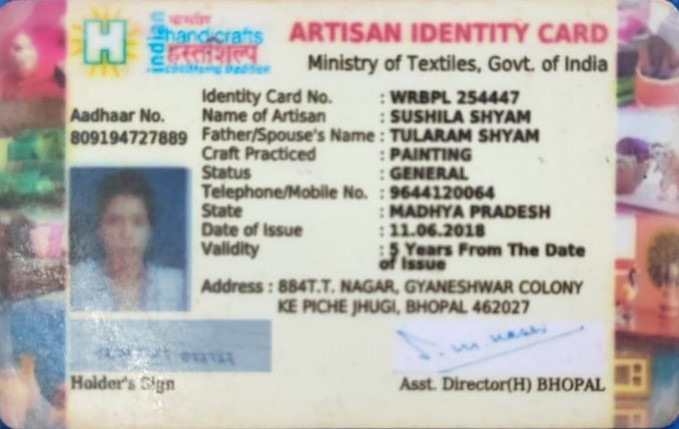 H
Indian
भारतीय
handicrafts
हस्तशिल्प
ARTISAN IDENTITY CARD
Ministry of Textiles, Govt. of India
Aadhaar No.
809194727889
Identity Card No. : WRBPL 254447
Name of Artisan : SUSHILA SHYAM
Father/Spouse's Name : TULARAM SHYAM
Craft Practiced : PAINTING
Status : GENERAL
Telephone/Mobile No. : 9644120064
State : MADHYA PRADESH
Date of Issue : 11.06.2018
Validity : 5 Years From The Date
of Issue
Address : 884T.T. NAGAR, GYANESHWAR COLONY
KE PICHE JHUGI, BHOPAL 462027
Holder's Sign
Asst. Director(H) BHOPAL